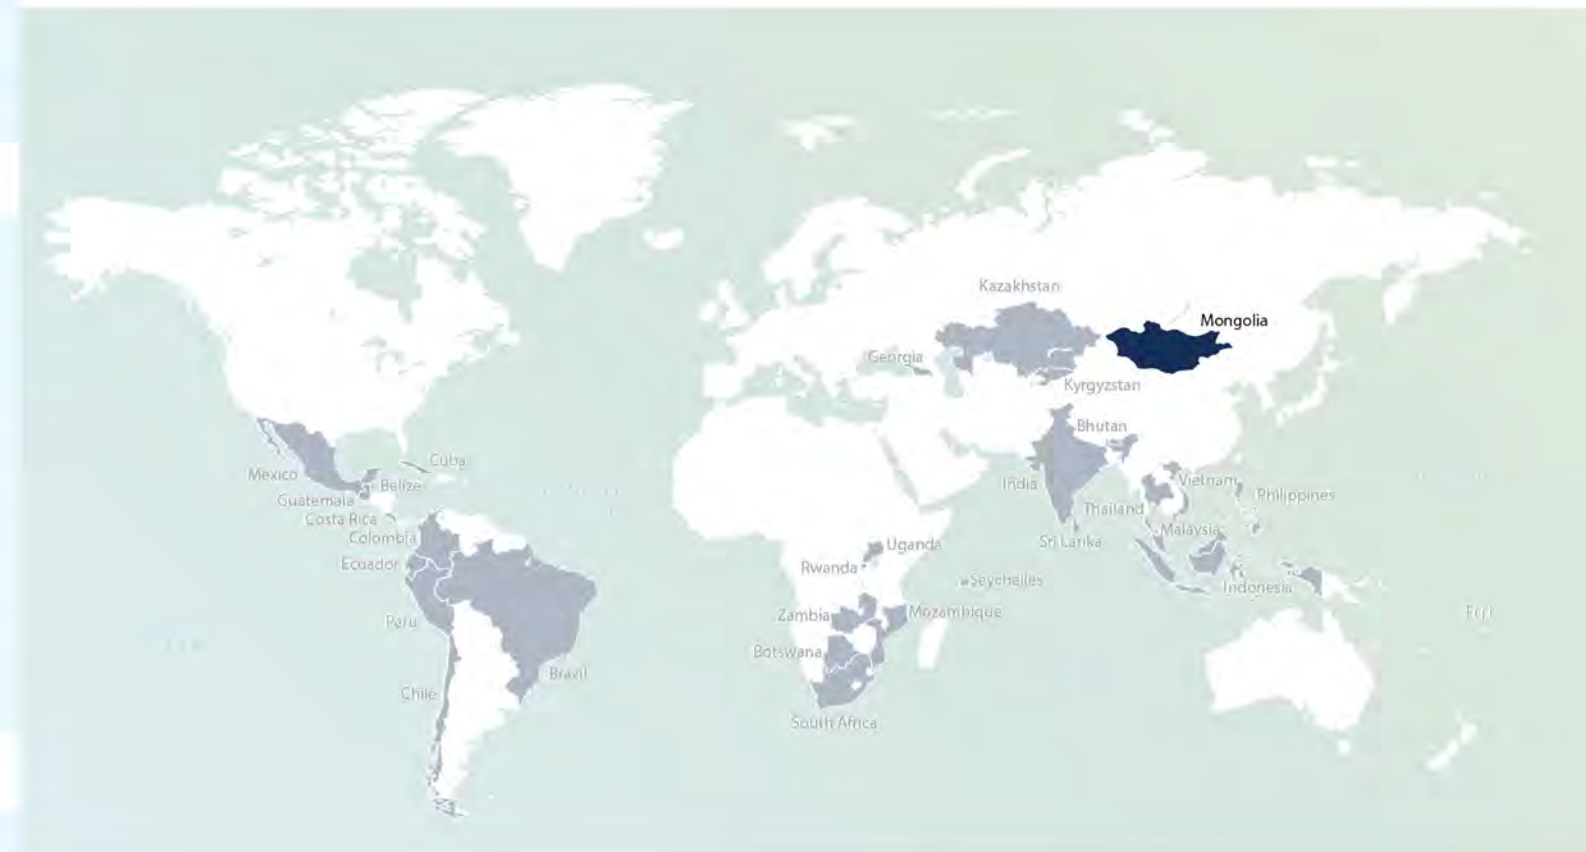 Kazakhstan
Mongolia
Georgia
Kyrgyzstan
Bhutan
Cuba
Mexico
Belize
India
Vietnam
Guatemala
Philippines
Thailand
Costa Rica
Malaysia
Colombia
Sri Lanka
Uganda
Ecuador
Rwanda
Seychelles
Indonesia
Zambia
Mozambique
Fiji
Peru
Botswana
Brazil
Chile
South Africa